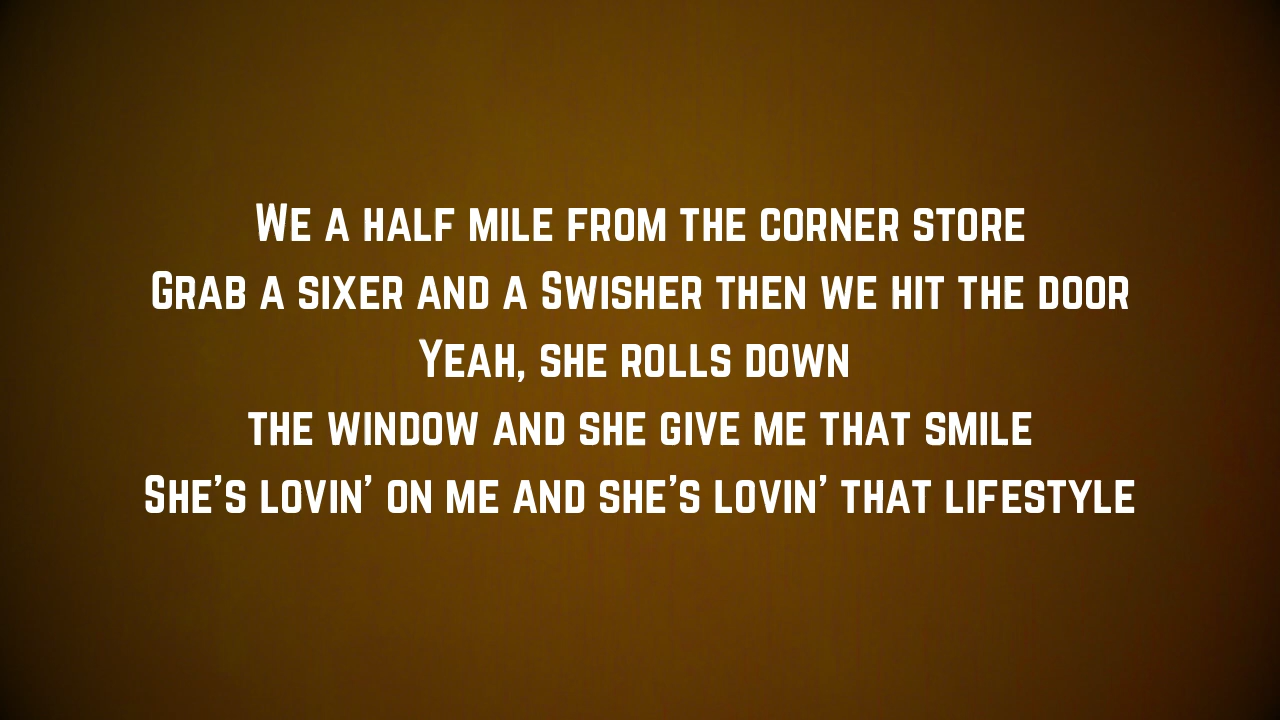 We a half mile from the corner store
Grab a sixer and a Swisher then we hit the door
Yeah, she rolls down
the window and she give me that smile
She's lovin' on me and she's lovin' that lifestyle